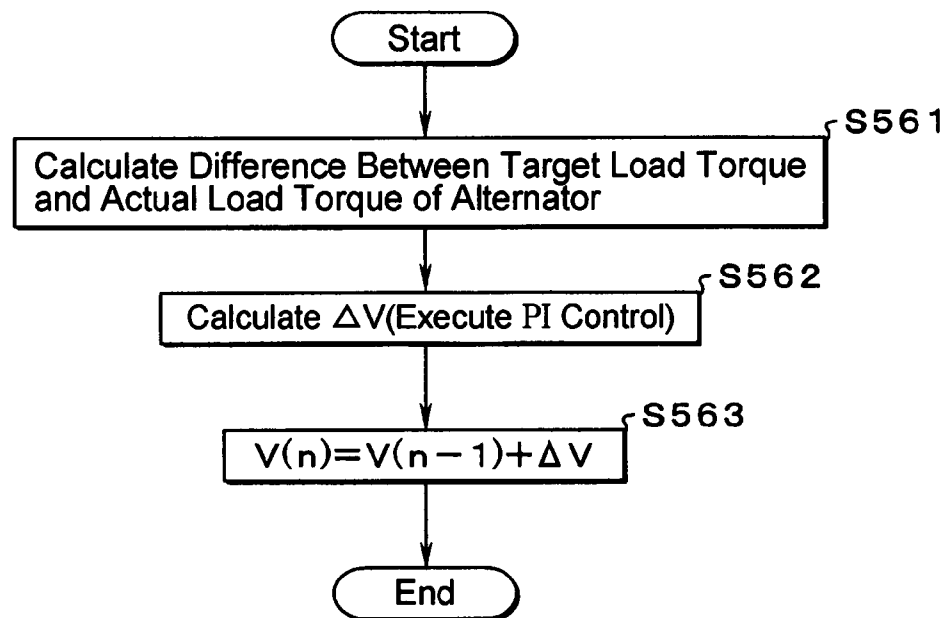 Start
S561
Calculate Difference Between Target Load Torque
and Actual Load Torque of Alternator
S562
Calculate ΔV(Execute PI Control)
S563
V(n)=V(n-1)+ΔV
End